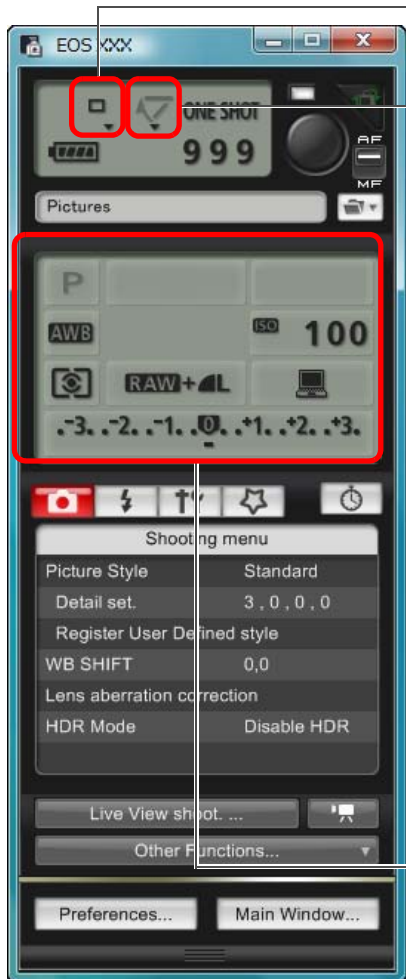 EOS XXX
ONE SHOT
999
AF
MF
Pictures
P
AWB
ISO 100
RAW+L
-3..-2..-1..0..+1..+2..+3.
Shooting menu
Picture Style Standard
Detail set. 3 , 0 , 0 , 0
Register User Defined style
WB SHIFT 0,0
Lens aberration correction
HDR Mode Disable HDR
Live View shoot. ...
Other Functions...
Preferences... Main Window...